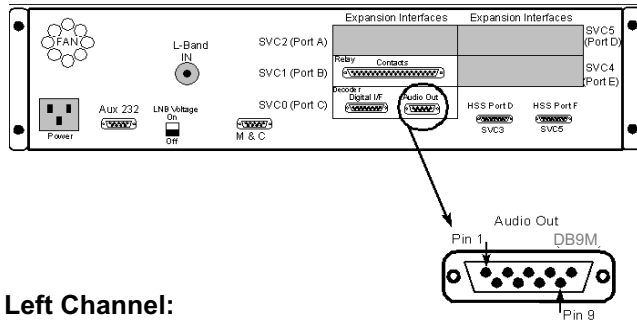 Expansion Interfaces
Expansion Interfaces
FAN
L-Band
IN
SVC2 (Port A)
SVC5
(Port D)
Relay
Contacts
SVC1 (Port B)
SVC4
(Port E)
Decoder
Digital I/F
Audio Out
SVC0 (Port C)
HSS Port D
HSS Port F
Aux 232
LNB Voltage
On
Off
Power
M & C
SVC3
SVC5
Audio Out
Pin 1
DB9M
Pin 9
Left Channel: